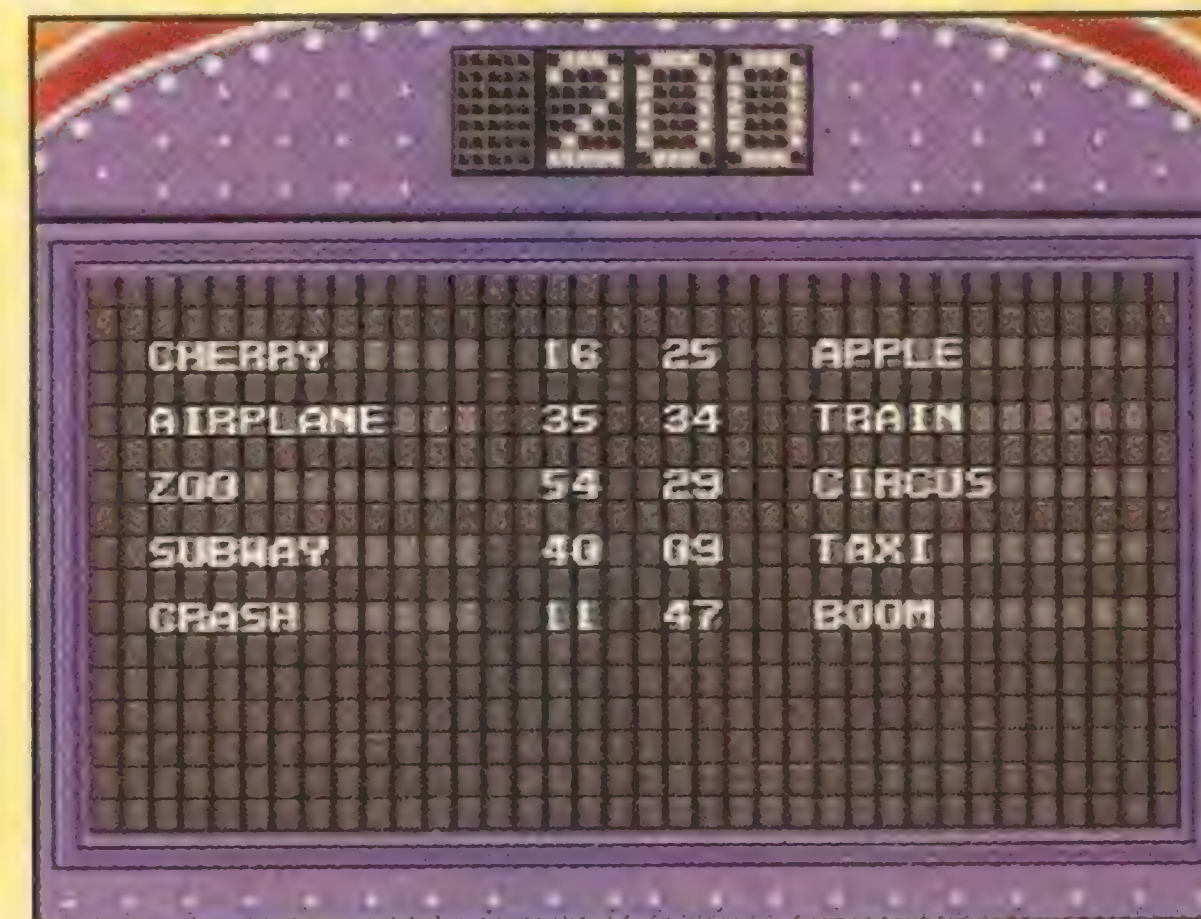 200
CHERRY 16 25 APPLE
AIRPLANE 35 34 TRAIN
ZOO 54 29 CIRCUS
SUBWAY 40 09 TAXI
CRASH 11 47 BOOM